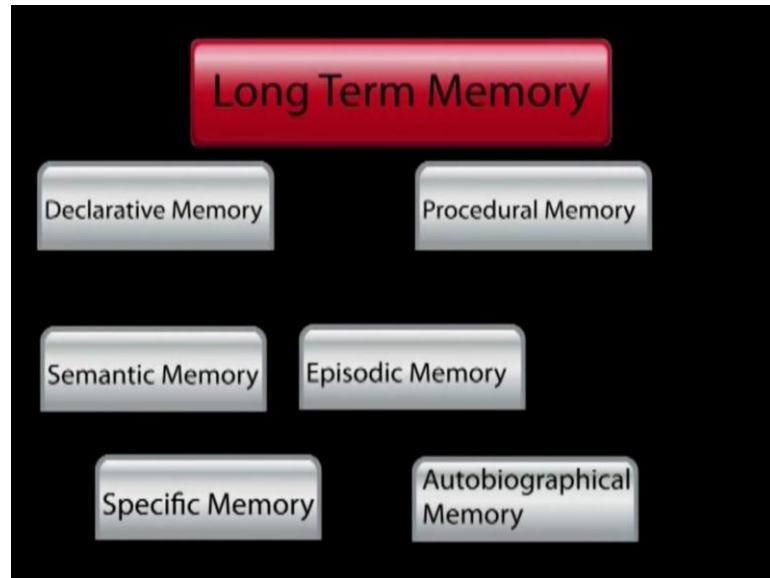 Long Term Memory
Declarative Memory
Procedural Memory
Semantic Memory
Episodic Memory
Specific Memory
Autobiographical
Memory